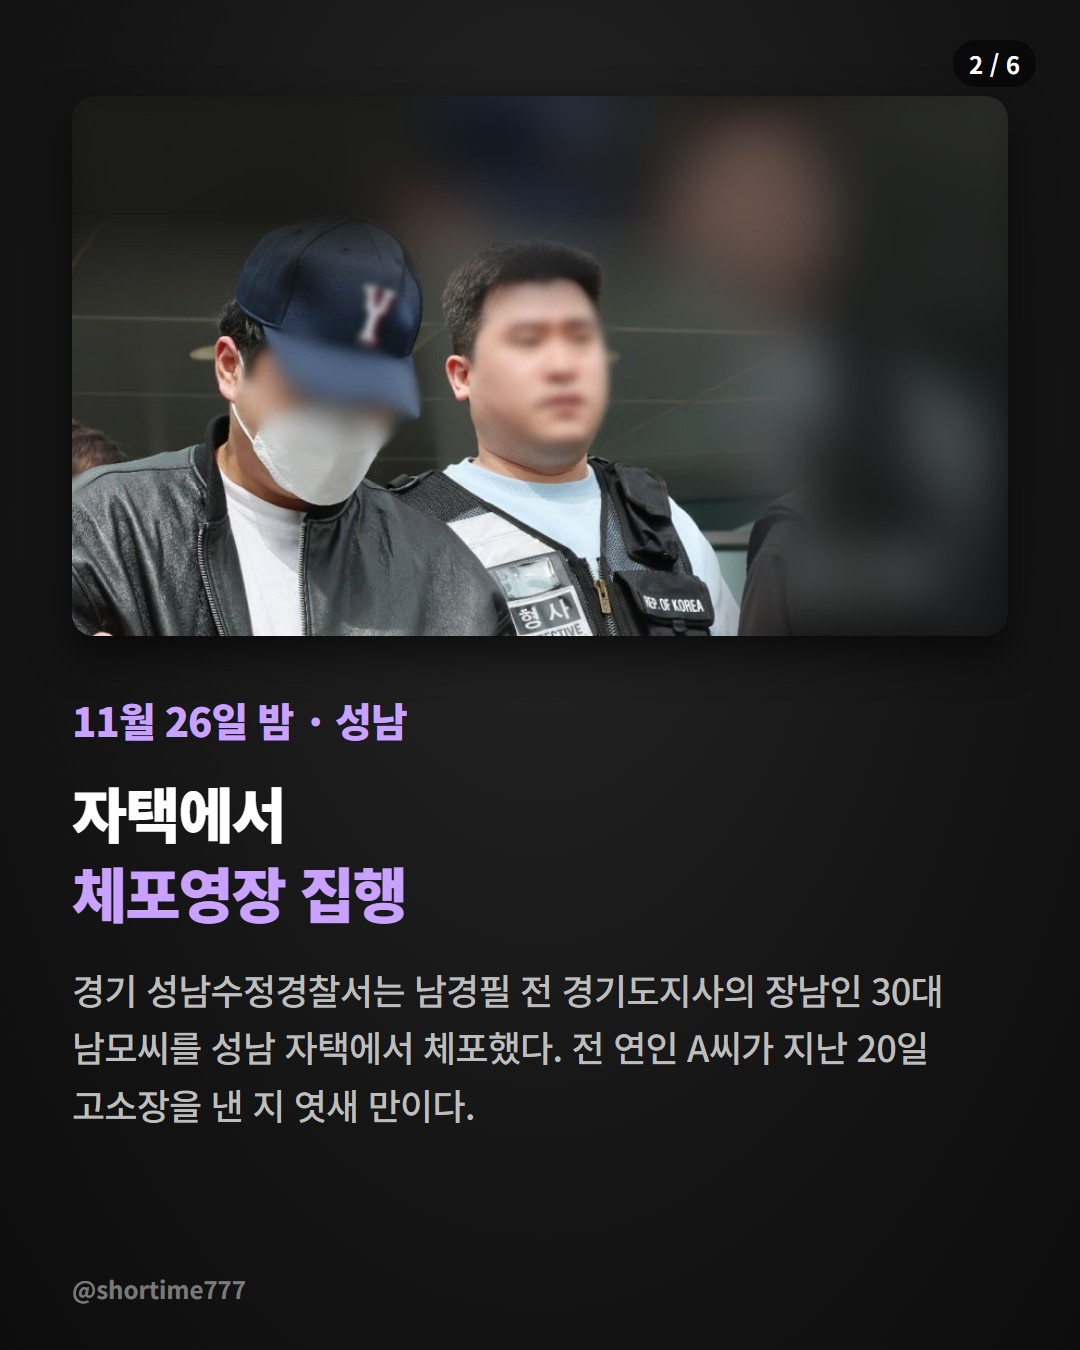 2 / 6
Y
형사
REP. OF KOREA
11월 26일 밤 · 성남
자택에서
체포영장 집행
경기 성남수정경찰서는 남경필 전 경기도지사의 장남인 30대
남모씨를 성남 자택에서 체포했다. 전 연인 A씨가 지난 20일
고소장을 낸 지 엿새 만이다.
@shortime777